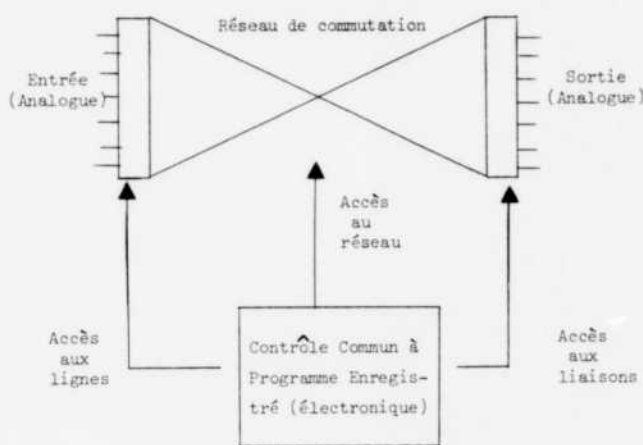 Réseau de commutation
Entrée
(Analogue)
Sortie
(Analogue)
Accès
au
réseau
Accès
aux
lignes
Contrôle Commun à
Programme Enregis-
tré (électronique)
Accès
aux
liaisons